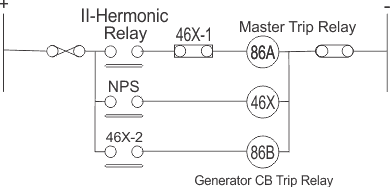 +
-
II-Hermonic
Relay
46X-1
Master Trip Relay
86A
NPS
46X
46X-2
86B
Generator CB Trip Relay